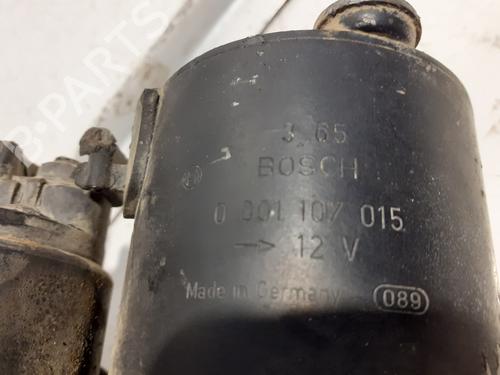 3 65
BOSCH
0 001 107 015
→ 12 V
Made in Germany 089